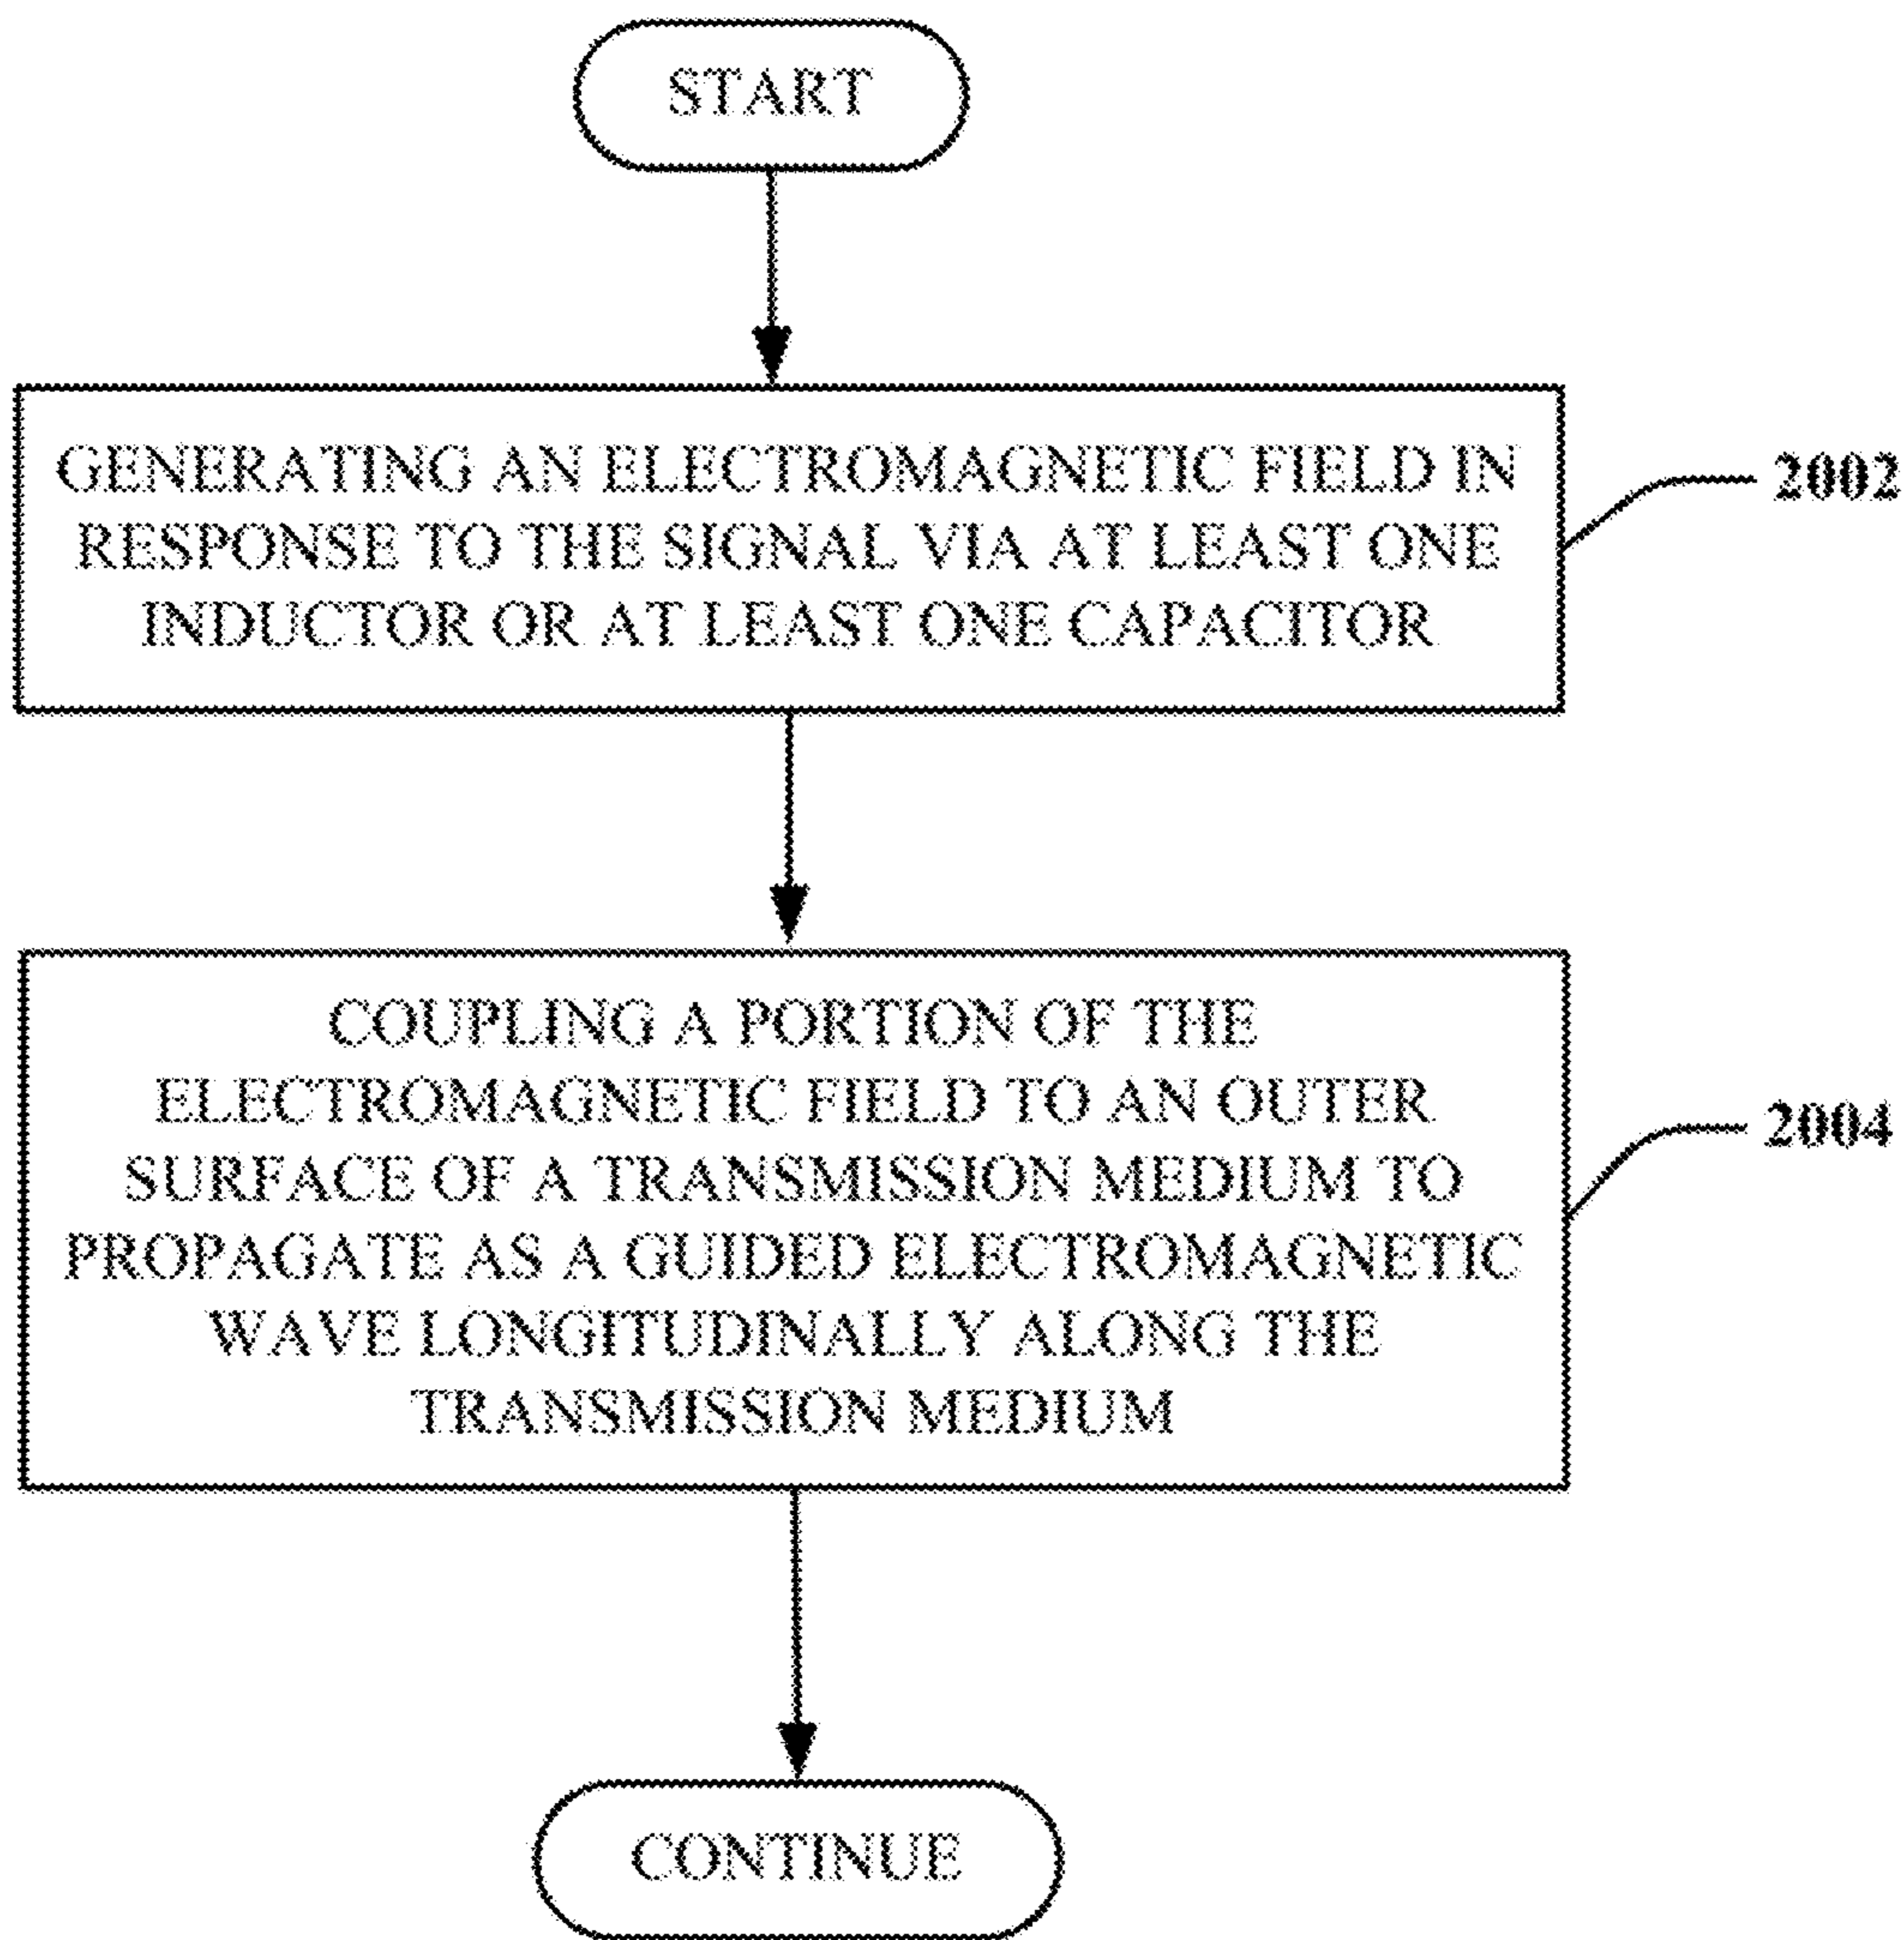 START
GENERATING AN ELECTROMAGNETIC FIELD IN
RESPONSE TO THE SIGNAL VIA AT LEAST ONE
INDUCTOR OR AT LEAST ONE CAPACITOR
2002
COUPLING A PORTION OF THE
ELECTROMAGNETIC FIELD TO AN OUTER
SURFACE OF A TRANSMISSION MEDIUM TO
PROPAGATE AS A GUIDED ELECTROMAGNETIC
WAVE LONGITUDINALLY ALONG THE
TRANSMISSION MEDIUM
2004
CONTINUE